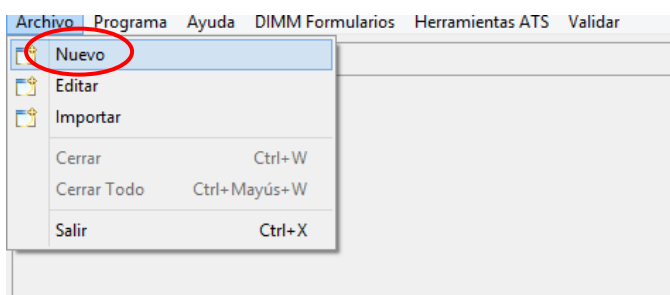 Archivo Programa Ayuda DIMM Formularios Herramientas ATS Validar
Nuevo
Editar
Importar
Cerrar Ctrl+W
Cerrar Todo Ctrl+Mayús+W
Salir Ctrl+X